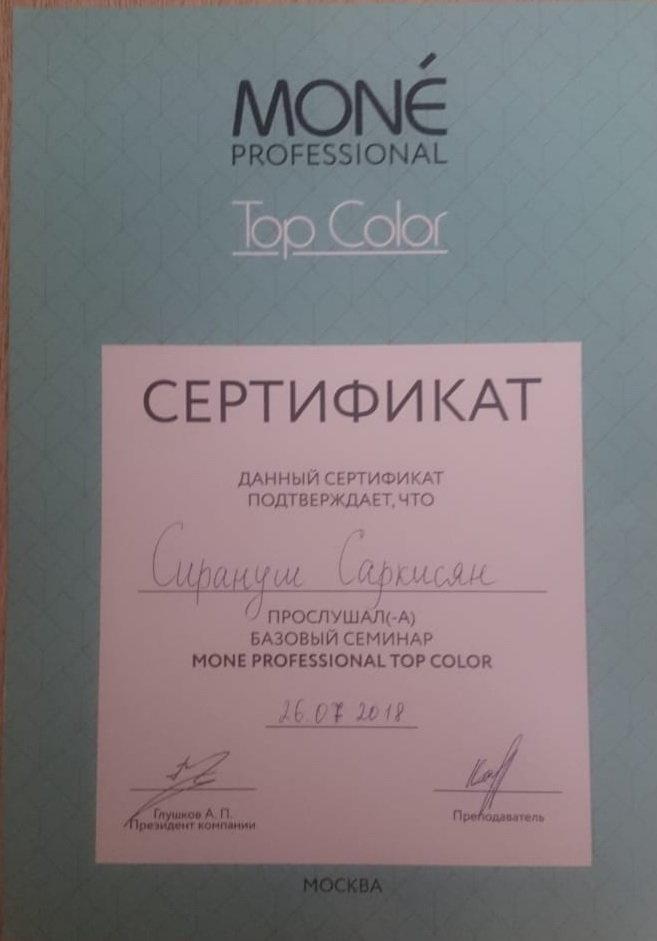 MONÉ
PROFESSIONAL
Top Color
СЕРТИФИКАТ
ДАННЫЙ СЕРТИФИКАТ
ПОДТВЕРЖДАЕТ, ЧТО
Сирануш Саркисян
ПРОСЛУШАЛ(-А)
БАЗОВЫЙ СЕМИНАР
MONE PROFESSIONAL TOP COLOR
26.07 2018
Глушков А. П.
Президент компании
Преподаватель
МОСКВА